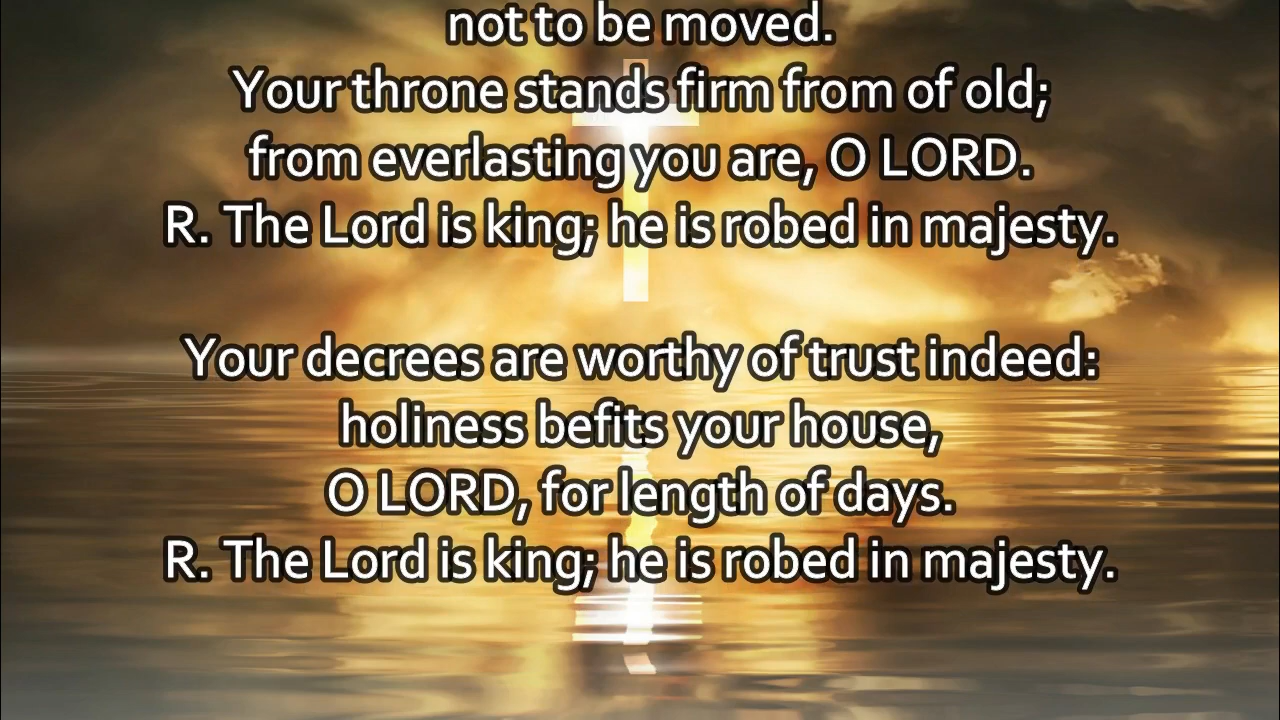 not to be moved.
Your throne stands firm from of old;
from everlasting you are, O LORD.
R. The Lord is king; he is robed in majesty.
Your decrees are worthy of trust indeed:
holiness befits your house,
O LORD, for length of days.
R. The Lord is king; he is robed in majesty.